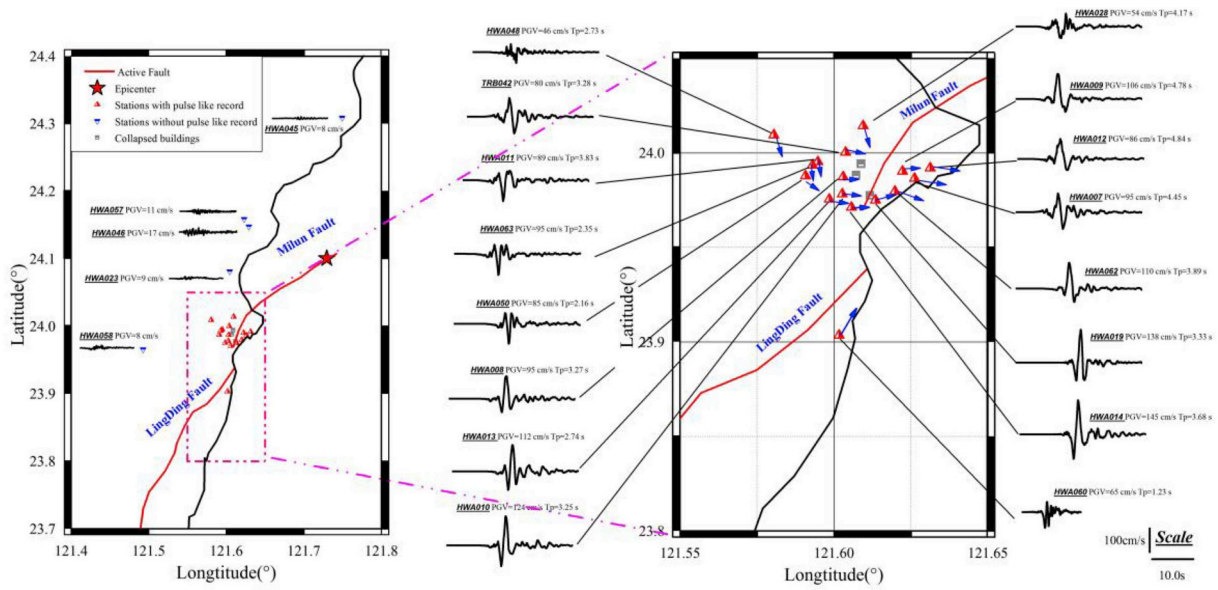 24.4
24.3
24.2
24.1
24.0
23.9
23.8
23.7
121.4
121.5
121.6
121.7
121.8
Latitude(°)
Longtitude(°)
Active Fault
Epicenter
Stations with pulse like record
Stations without pulse like record
Collapsed buildings
HWA045 PGV=8 cm/s
HWA057 PGV=11 cm/s
HWA046 PGV=17 cm/s
HWA023 PGV=9 cm/s
HWA058 PGV=8 cm/s
Milun Fault
LingDing Fault
HWA048 PGV=46 cm/s Tp=2.73 s
TRB042 PGV=80 cm/s Tp=3.28 s
HWA011 PGV=89 cm/s Tp=3.83 s
HWA063 PGV=95 cm/s Tp=2.35 s
HWA050 PGV=85 cm/s Tp=2.16 s
HWA008 PGV=95 cm/s Tp=3.27 s
HWA013 PGV=112 cm/s Tp=2.74 s
HWA010 PGV=124 cm/s Tp=3.25 s
24.0
23.9
23.8
121.55
121.60
121.65
Latitude(°)
Longtitude(°)
Milun Fault
LingDing Fault
HWA028 PGV=54 cm/s Tp=4.17 s
HWA009 PGV=106 cm/s Tp=4.78 s
HWA012 PGV=86 cm/s Tp=4.84 s
HWA007 PGV=95 cm/s Tp=4.45 s
HWA062 PGV=110 cm/s Tp=3.89 s
HWA019 PGV=138 cm/s Tp=3.33 s
HWA014 PGV=145 cm/s Tp=3.68 s
HWA060 PGV=65 cm/s Tp=1.23 s
100cm/s Scale
10.0s